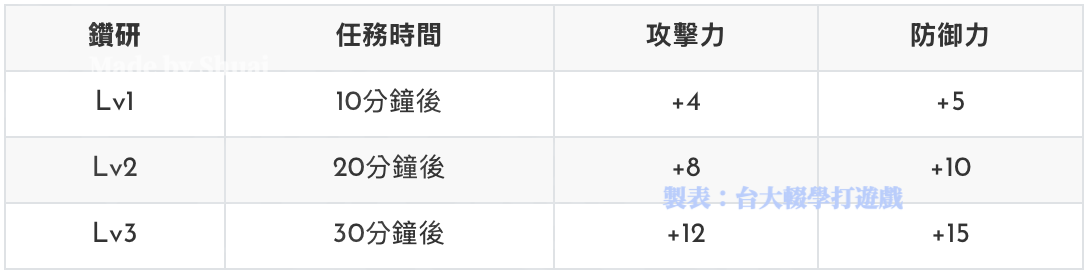 鑽研 任務時間 攻擊力 防御力
Made by Shuai
Lv1 10分鐘後 +4 +5
Lv2 20分鐘後 +8 +10
製表：台大輟學打遊戲
Lv3 30分鐘後 +12 +15